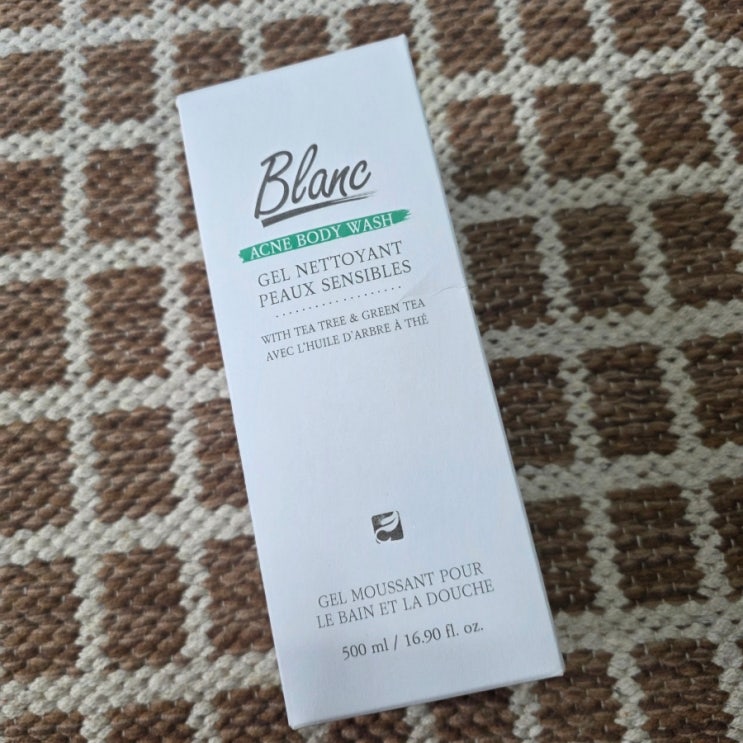 Blanc
ACNE BODY WASH
GEL NETTOYANT
PEAUX SENSIBLES
WITH TEA TREE & GREEN TEA
AVEC L'HUILE D'ARBRE À THÉ
GEL MOUSSANT POUR
LE BAIN ET LA DOUCHE
500 ml / 16.90 fl. oz.